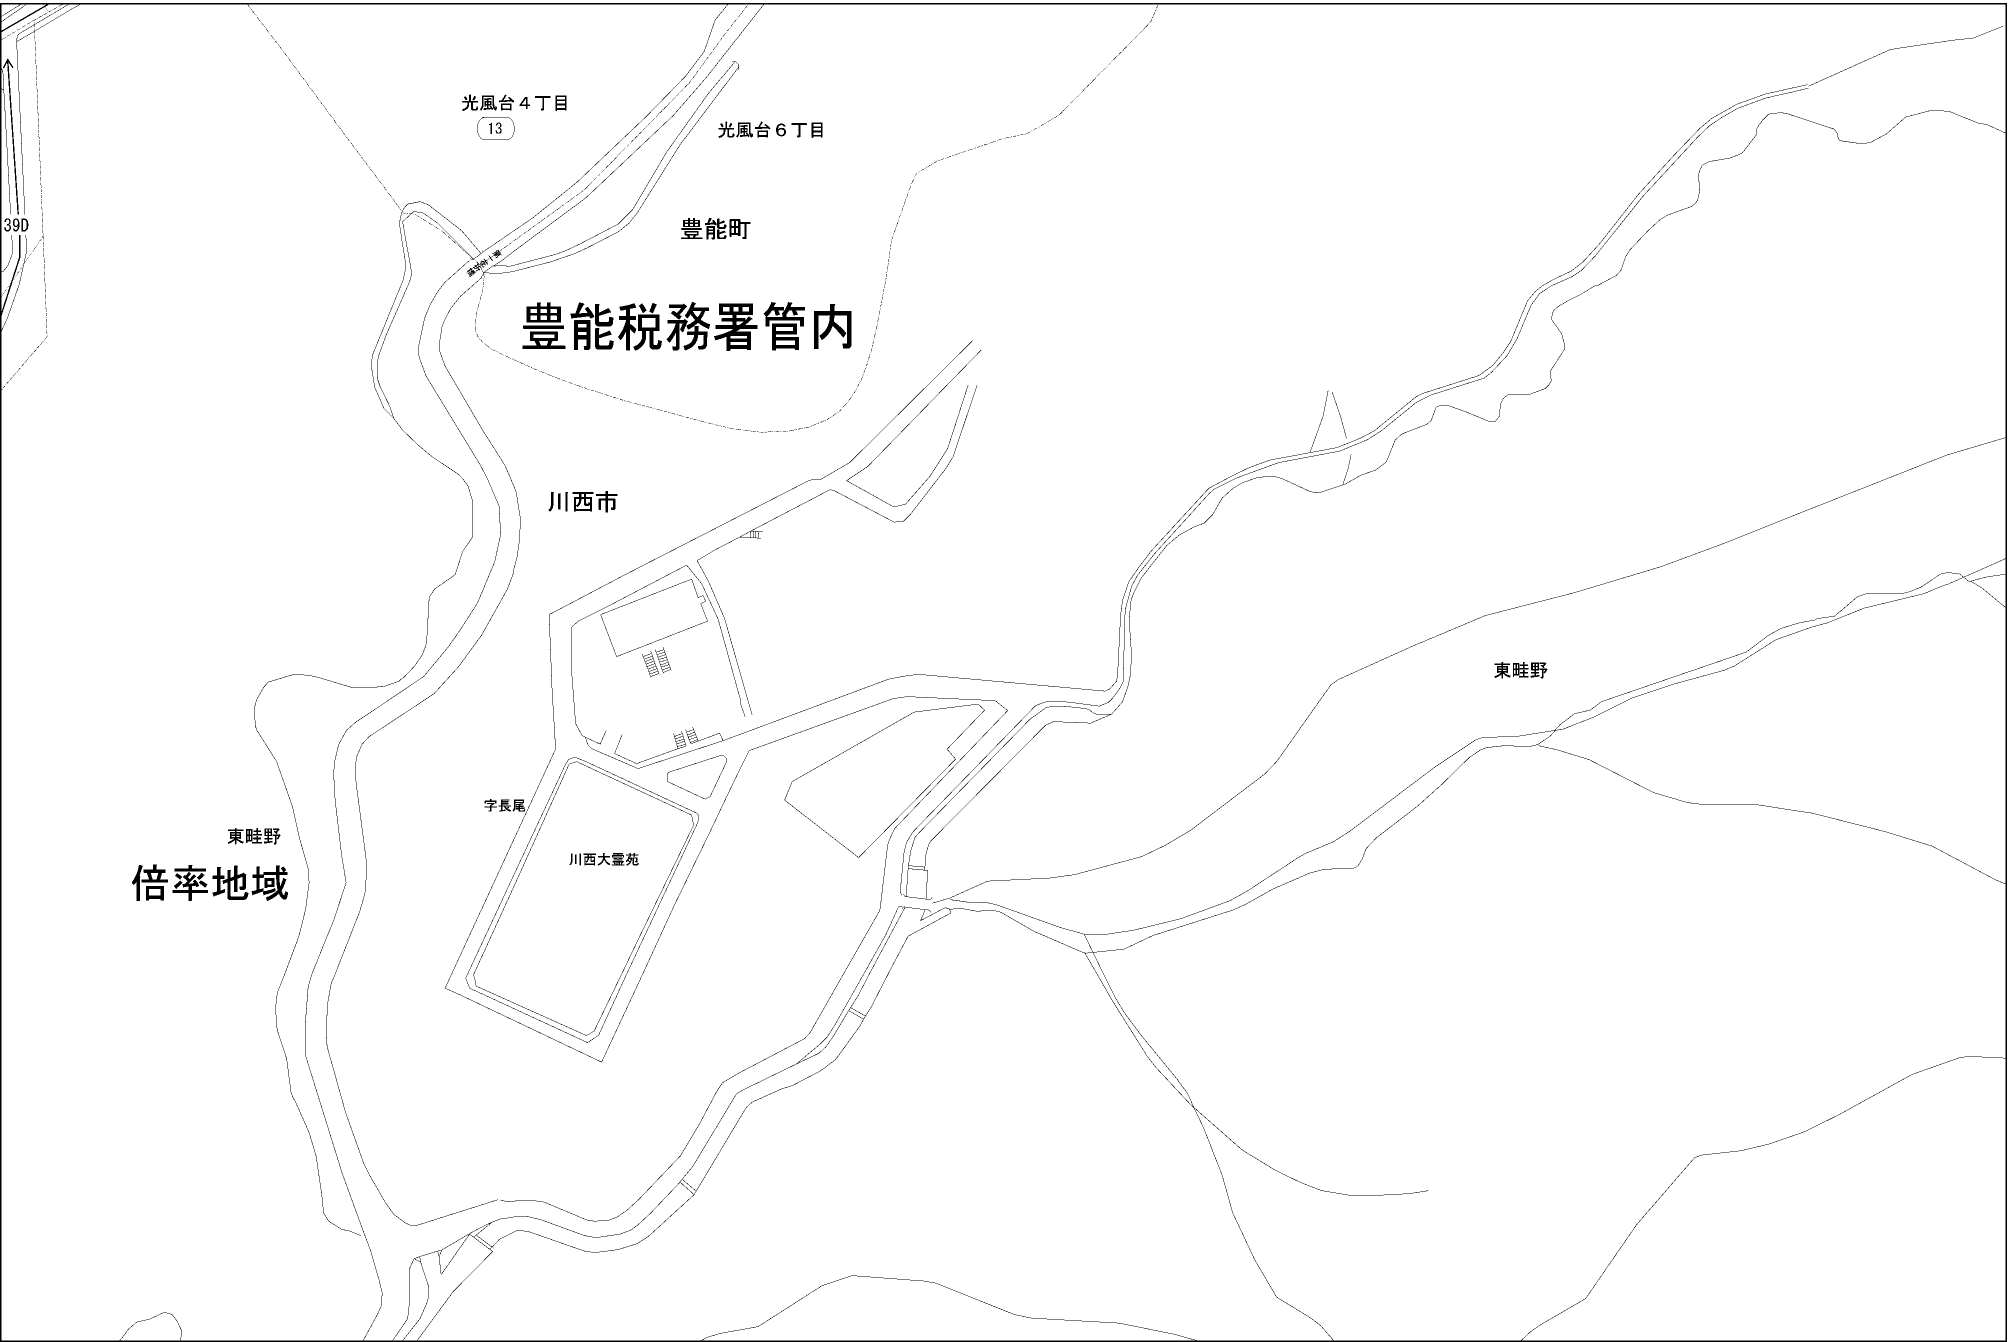 光風台４丁目
13
光風台６丁目
39D
豊能町
豊能税務署管内
川西市
東畦野
字長尾
東畦野
川西大霊苑
倍率地域